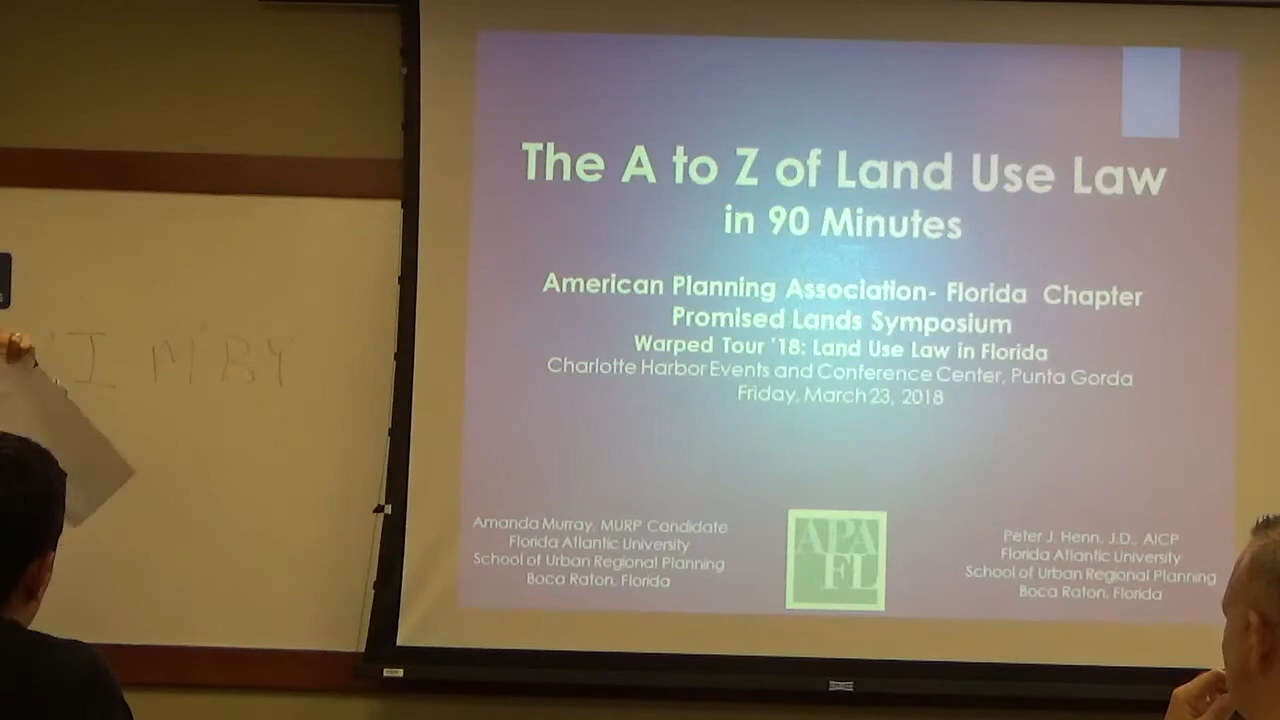 I M'BY
The A to Z of Land Use Law
in 90 Minutes
American Planning Association- Florida Chapter
Promised Lands Symposium
Warped Tour '18: Land Use Law in Florida
Charlotte Harbor Events and Conference Center, Punta Gorda
Friday, March 23, 2018
Amanda Murray, MURP Candidate
Florida Atlantic University
School of Urban Regional Planning
Boca Raton, Florida
APA
FL
Peter J. Henn, J.D., AICP
Florida Atlantic University
School of Urban Regional Planning
Boca Raton, Florida